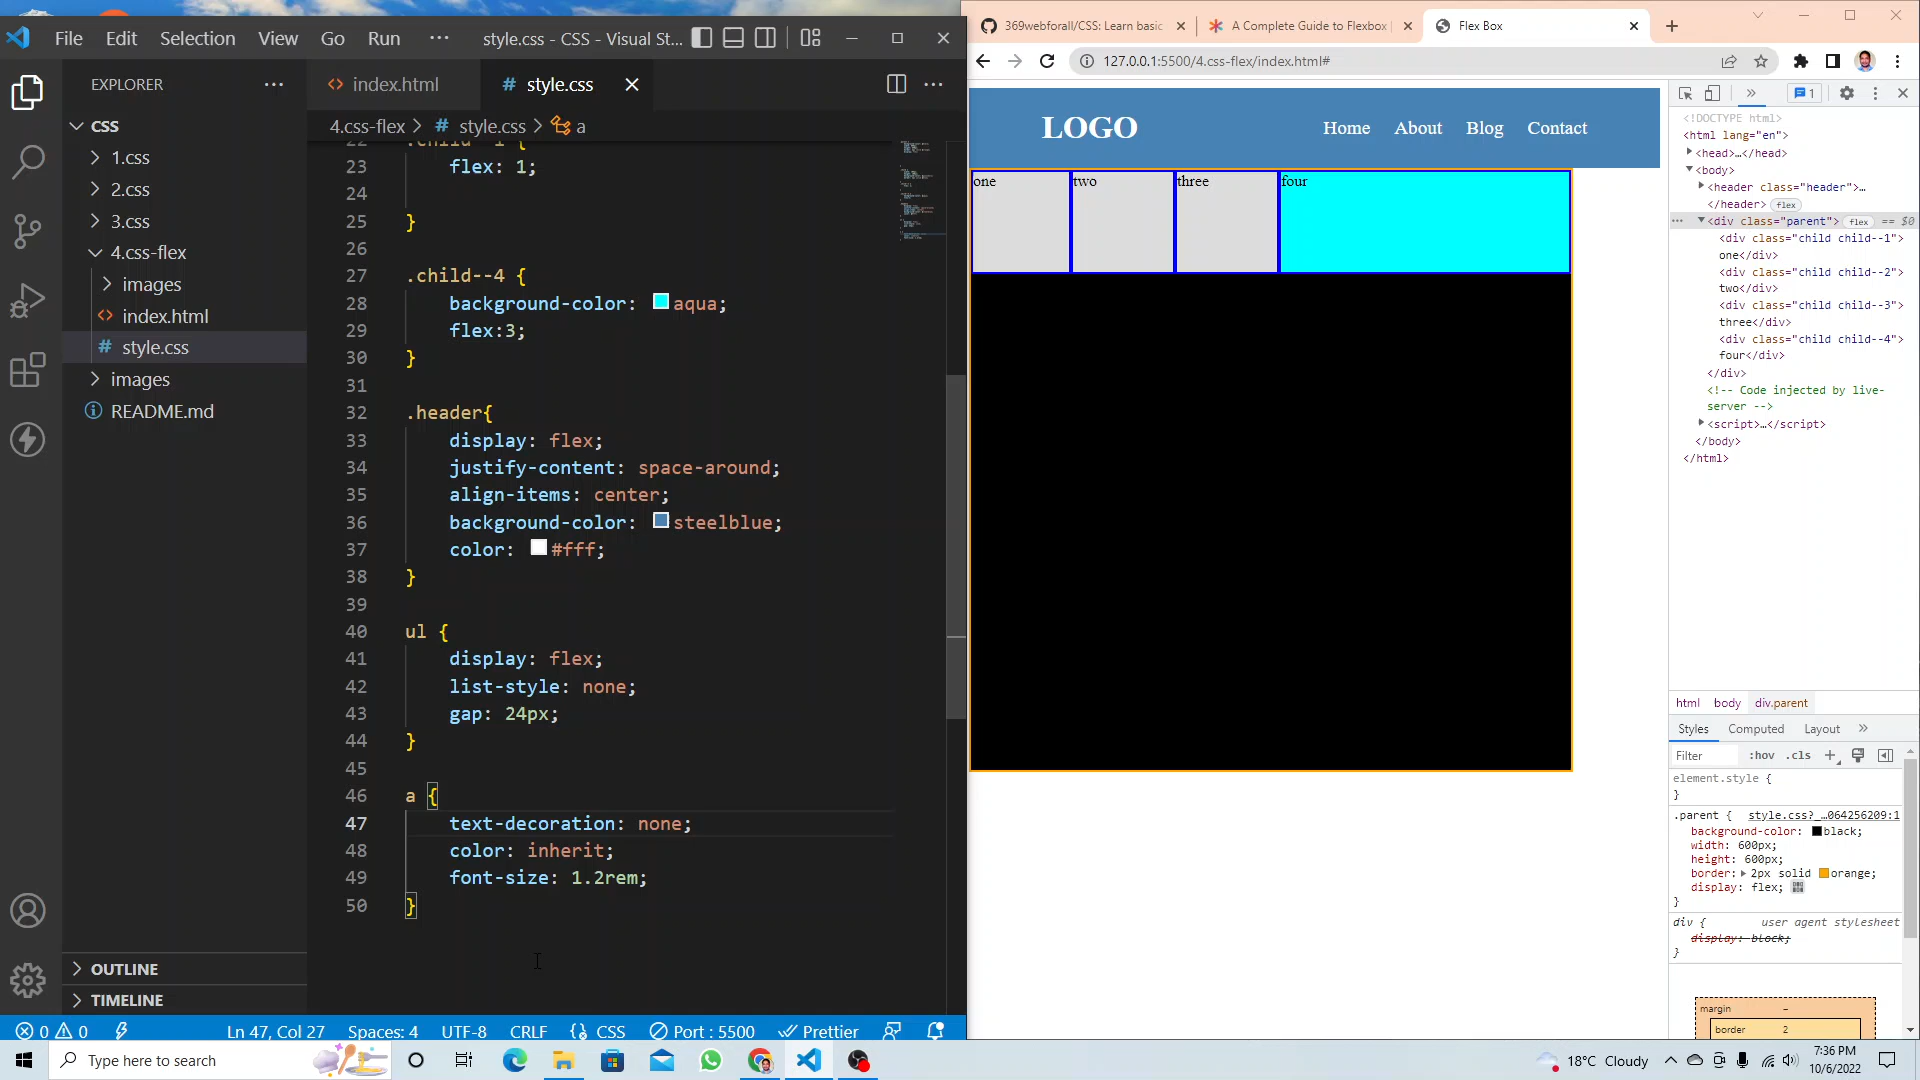 File Edit Selection View Go Run ··· style.css - CSS - Visual St...
EXPLORER ···
CSS
1.css
2.css
3.css
4.css-flex
images
index.html
style.css
images
README.md
OUTLINE
TIMELINE
index.html
# style.css
4.css-flex > # style.css > a
23 flex: 1;
24
25 }
26
27 .child--4 {
28 background-color: aqua;
29 flex:3;
30 }
31
32 .header{
33 display: flex;
34 justify-content: space-around;
35 align-items: center;
36 background-color: steelblue;
37 color: #fff;
38 }
39
40 ul {
41 display: flex;
42 list-style: none;
43 gap: 24px;
44 }
45
46 a {
47 text-decoration: none;
48 color: inherit;
49 font-size: 1.2rem;
50 }
0 0 Ln 47, Col 27 Spaces: 4 UTF-8 CRLF CSS Port : 5500 Prettier
369webforall/CSS: Learn basic
A Complete Guide to Flexbox
Flex Box
127.0.0.1:5500/4.css-flex/index.html#
LOGO Home About Blog Contact
one two three four
1
<!DOCTYPE html>
<html lang="en">
<head>…</head>
<body>
<header class="header">…
</header> flex
··· <div class="parent"> flex == $0
<div class="child child--1">
one</div>
<div class="child child--2">
two</div>
<div class="child child--3">
three</div>
<div class="child child--4">
four</div>
</div>
<!-- Code injected by live-
server -->
<script>…</script>
</body>
</html>
html body div.parent
Styles Computed Layout
Filter :hov .cls
element.style {
}
.parent { style.css?_…064256209:1
background-color: black;
width: 600px;
height: 600px;
border: 2px solid orange;
display: flex;
}
div { user agent stylesheet
display: block;
}
margin –
border 2
Type here to search
18°C Cloudy
7:36 PM
10/6/2022